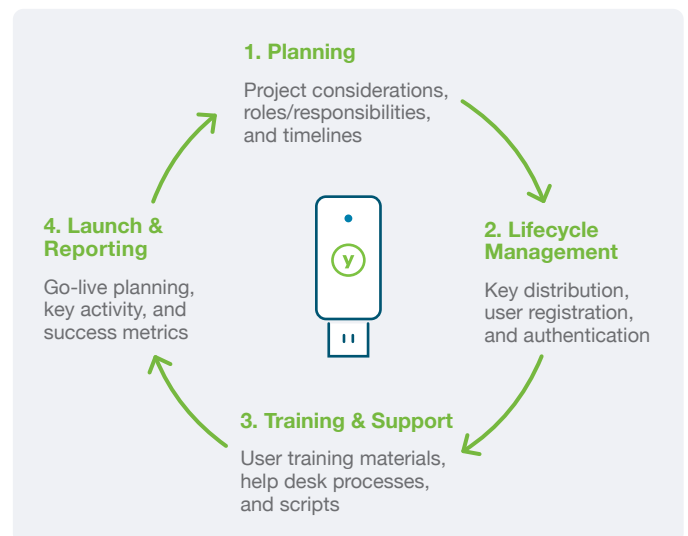 1. Planning
Project considerations,
roles/responsibilities,
and timelines
2. Lifecycle
Management
Key distribution,
user registration,
and authentication
3. Training & Support
User training materials,
help desk processes,
and scripts
4. Launch &
Reporting
Go-live planning,
key activity, and
success metrics
y